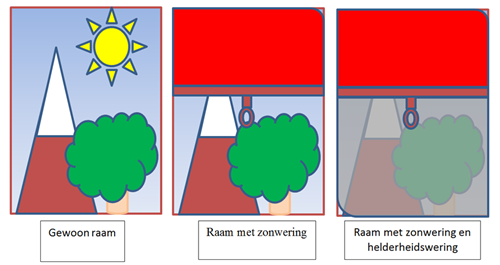 Gewoon raam
Raam met zonwering
Raam met zonwering en
helderheidswering